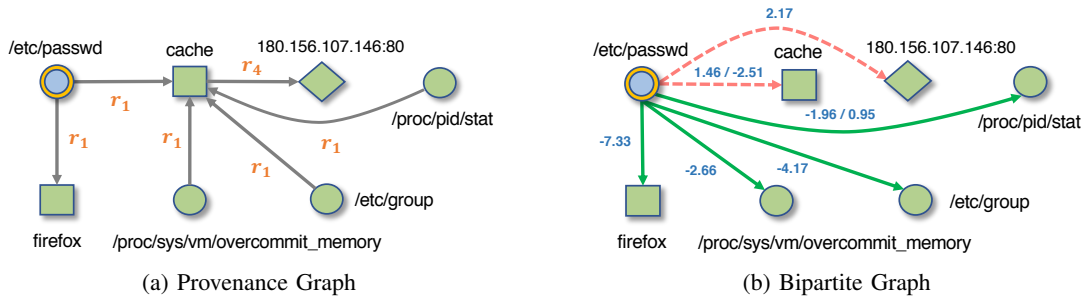 /etc/passwd
cache
180.156.107.146:80
r1
r4
/proc/pid/stat
r1
r1
r1
r1
/etc/group
firefox
/proc/sys/vm/overcommit_memory
(a) Provenance Graph
2.17
/etc/passwd
cache
180.156.107.146:80
1.46 / -2.51
-1.96 / 0.95
/proc/pid/stat
-7.33
-2.66
-4.17
/etc/group
firefox
/proc/sys/vm/overcommit_memory
(b) Bipartite Graph